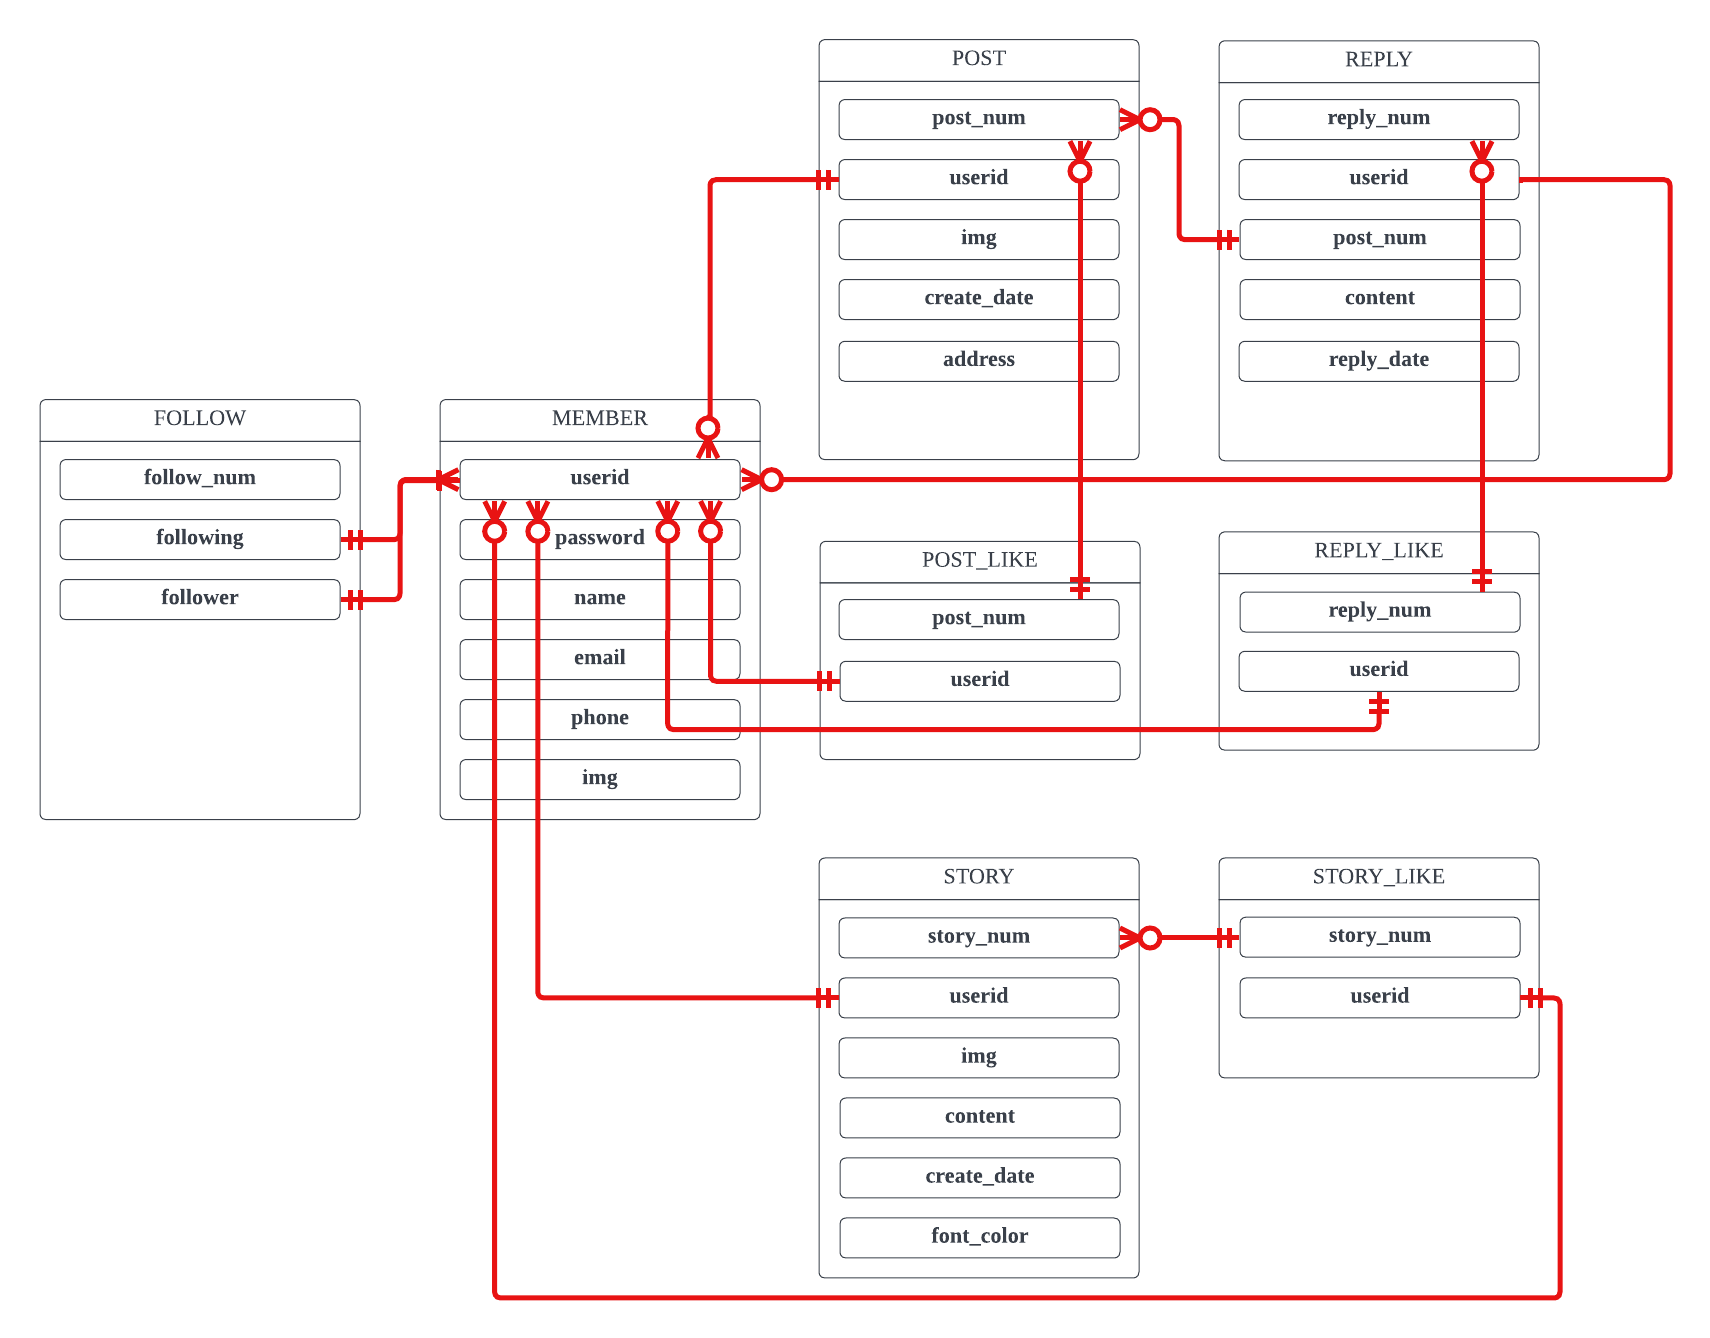 POST
post_num
userid
img
create_date
address
REPLY
reply_num
userid
post_num
content
reply_date
FOLLOW
follow_num
following
follower
MEMBER
userid
password
name
email
phone
img
POST_LIKE
post_num
userid
REPLY_LIKE
reply_num
userid
STORY
story_num
userid
img
content
create_date
font_color
STORY_LIKE
story_num
userid